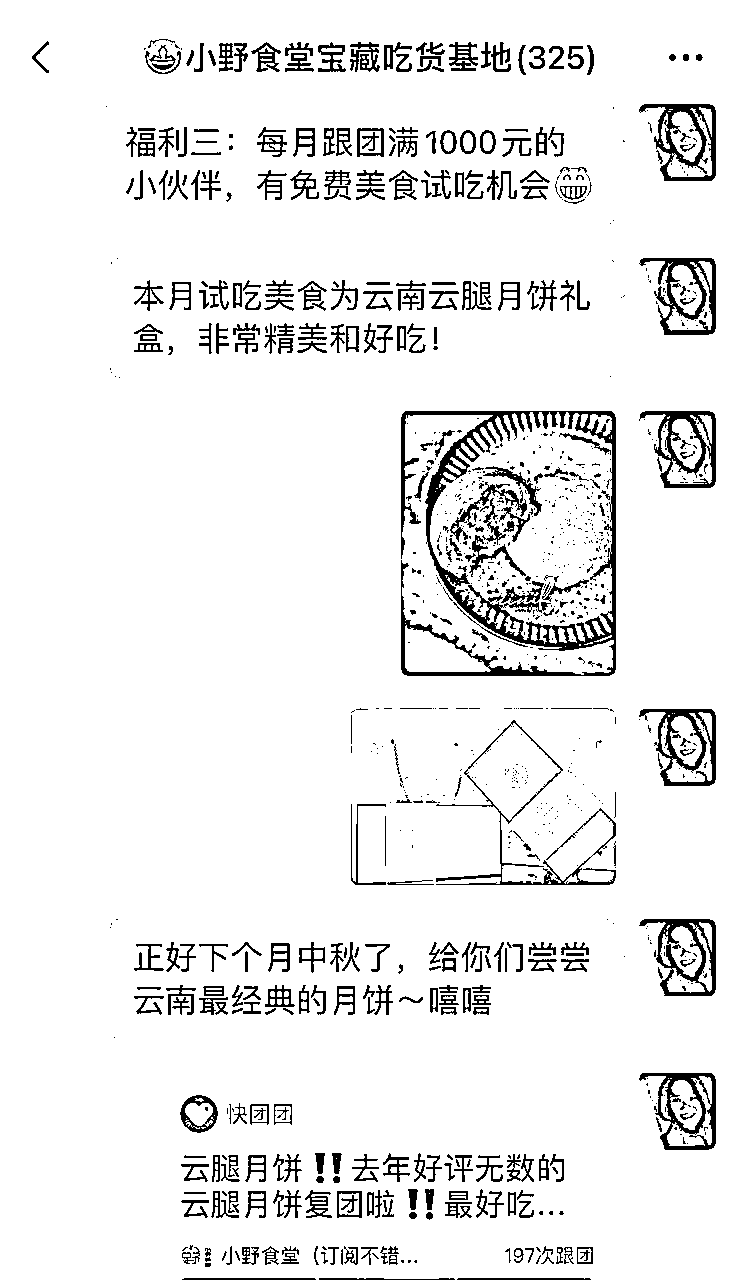 🤩小野食堂宝藏吃货基地(325)
福利三：每月跟团满1000元的
小伙伴，有免费美食试吃机会😁
本月试吃美食为云南云腿月饼礼
盒，非常精美和好吃!
正好下个月中秋了，给你们尝尝
云南最经典的月饼～嘻嘻
快团团
云腿月饼‼️去年好评无数的
云腿月饼复团啦‼️最好吃...
小野食堂（订阅不错...
197次跟团